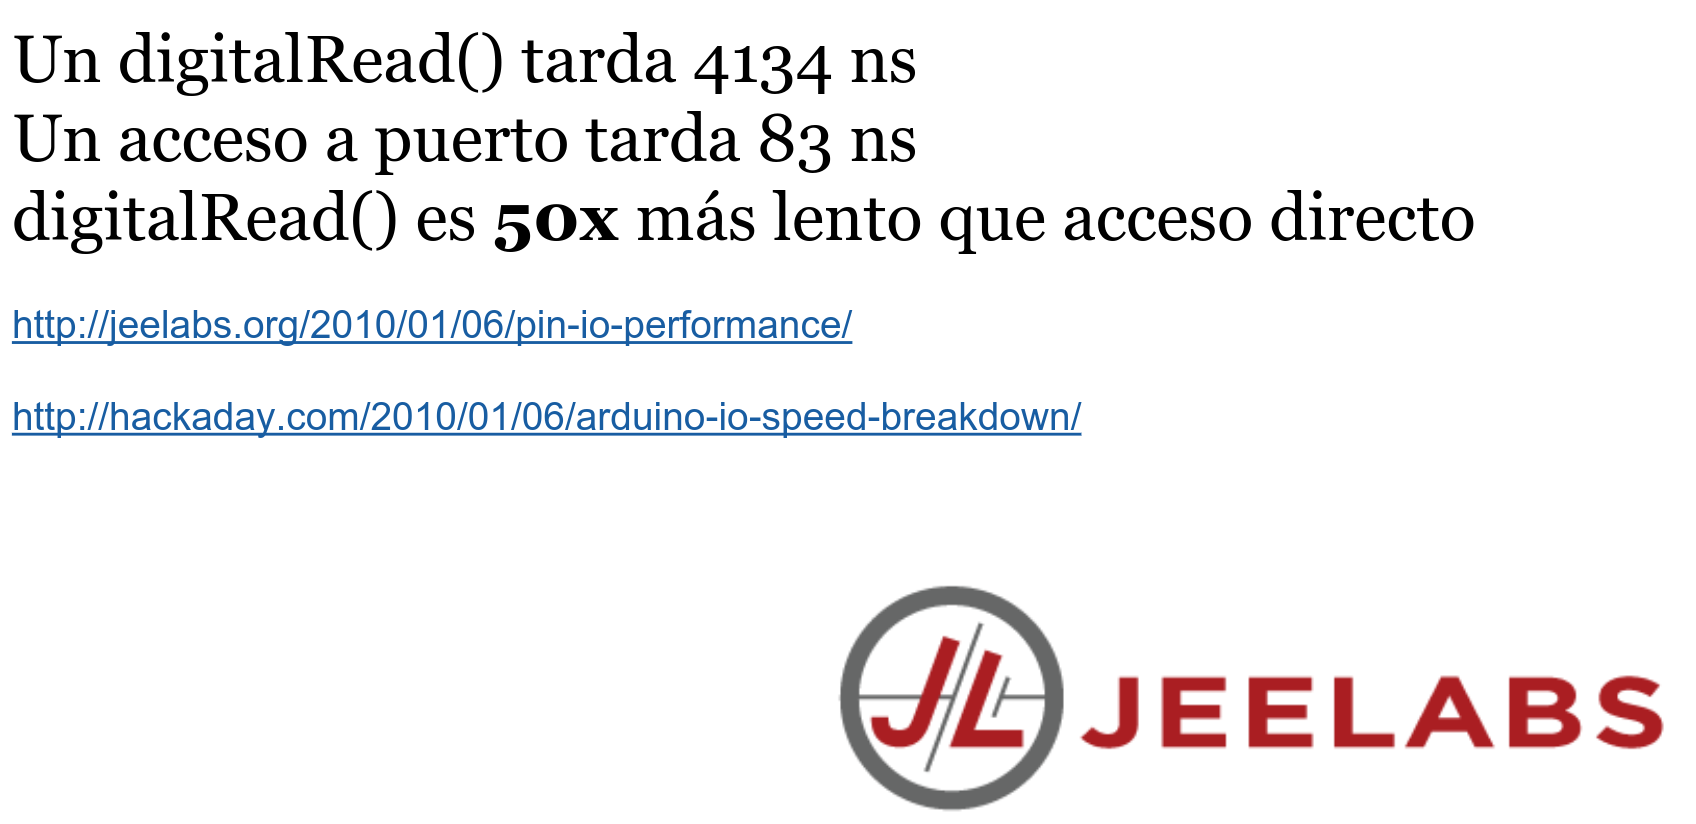 Un digitalRead() tarda 4134 ns
Un acceso a puerto tarda 83 ns
digitalRead() es 50x más lento que acceso directo
http://jeelabs.org/2010/01/06/pin-io-performance/
http://hackaday.com/2010/01/06/arduino-io-speed-breakdown/
JL JEELABS